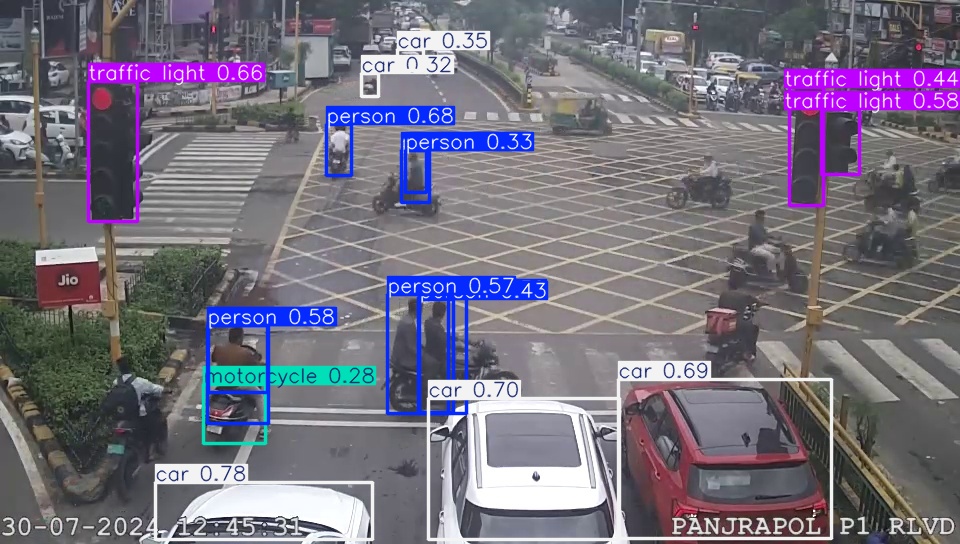 car 0.35
car 0.32
traffic light 0.66
traffic light 0.44
traffic light 0.58
person 0.68
person 0.33
Jio
person 0.57
0.43
person 0.58
motorcycle 0.28
car 0.69
car 0.70
car 0.78
30-07-2024 12:45:31
PANJRAPOL P1 RLVD